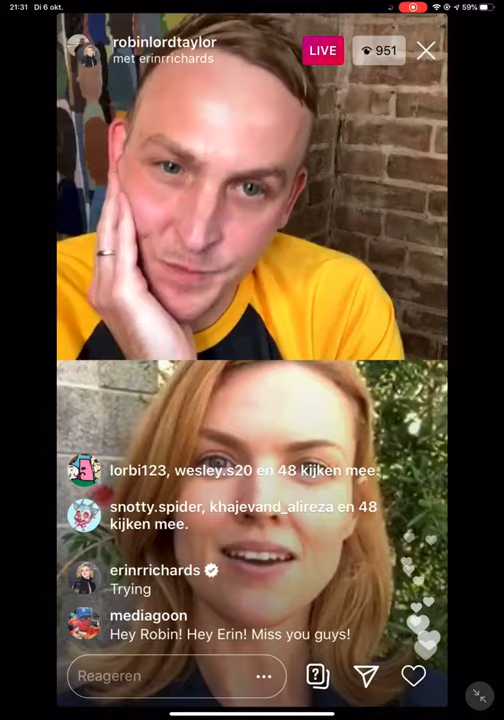 21:31 Di 6 okt.
59%
robinlordtaylor
met erinrrichards
LIVE
951
lorbi123, wesley.s20 en 48 kijken mee.
snotty.spider, khajevand_alireza en 48
kijken mee.
erinrrichards
Trying
mediagoon
Hey Robin! Hey Erin! Miss you guys!
Reageren